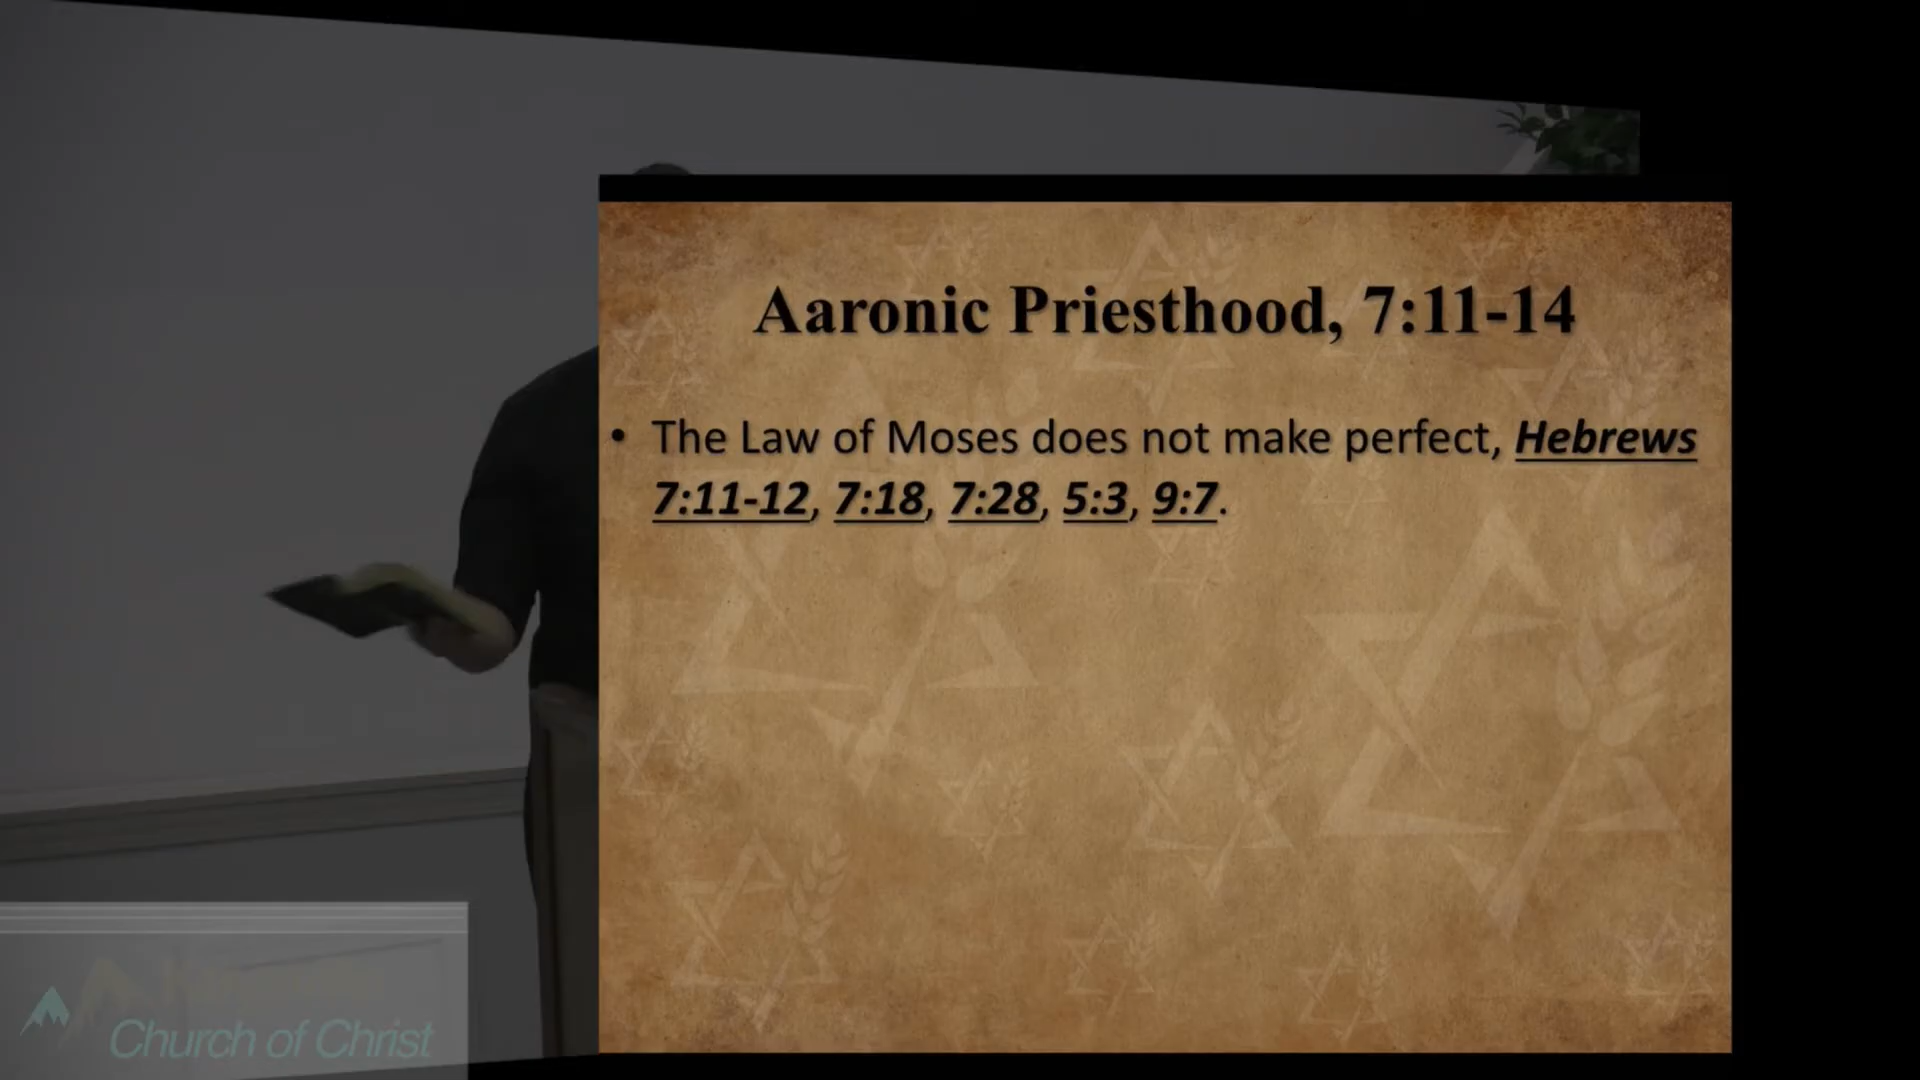 Aaronic Priesthood, 7:11-14
• The Law of Moses does not make perfect, Hebrews
7:11-12, 7:18, 7:28, 5:3, 9:7.
Church of Christ